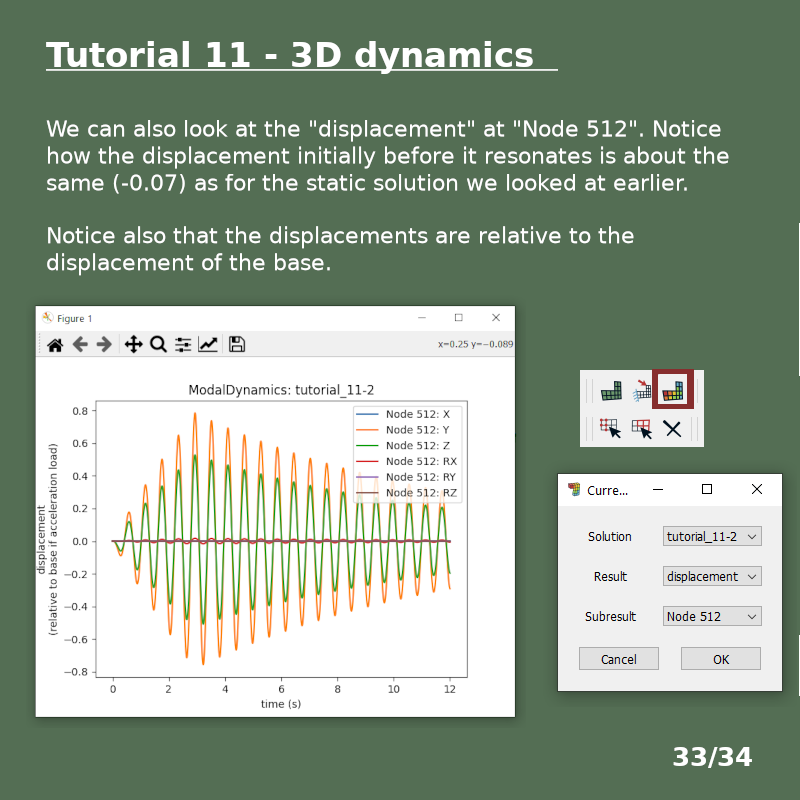 Tutorial 11 - 3D dynamics
We can also look at the "displacement" at "Node 512". Notice
how the displacement initially before it resonates is about the
same (-0.07) as for the static solution we looked at earlier.
Notice also that the displacements are relative to the
displacement of the base.
Figure 1
x=0.25 y=−0.089
ModalDynamics: tutorial_11-2
Node 512: X
Node 512: Y
Node 512: Z
Node 512: RX
Node 512: RY
Node 512: RZ
0.8
0.6
0.4
0.2
0.0
−0.2
−0.4
−0.6
−0.8
displacement
(relative to base if acceleration load)
0 2 4 6 8 10 12
time (s)
Curre...
Solution tutorial_11-2
Result displacement
Subresult Node 512
Cancel OK
33/34